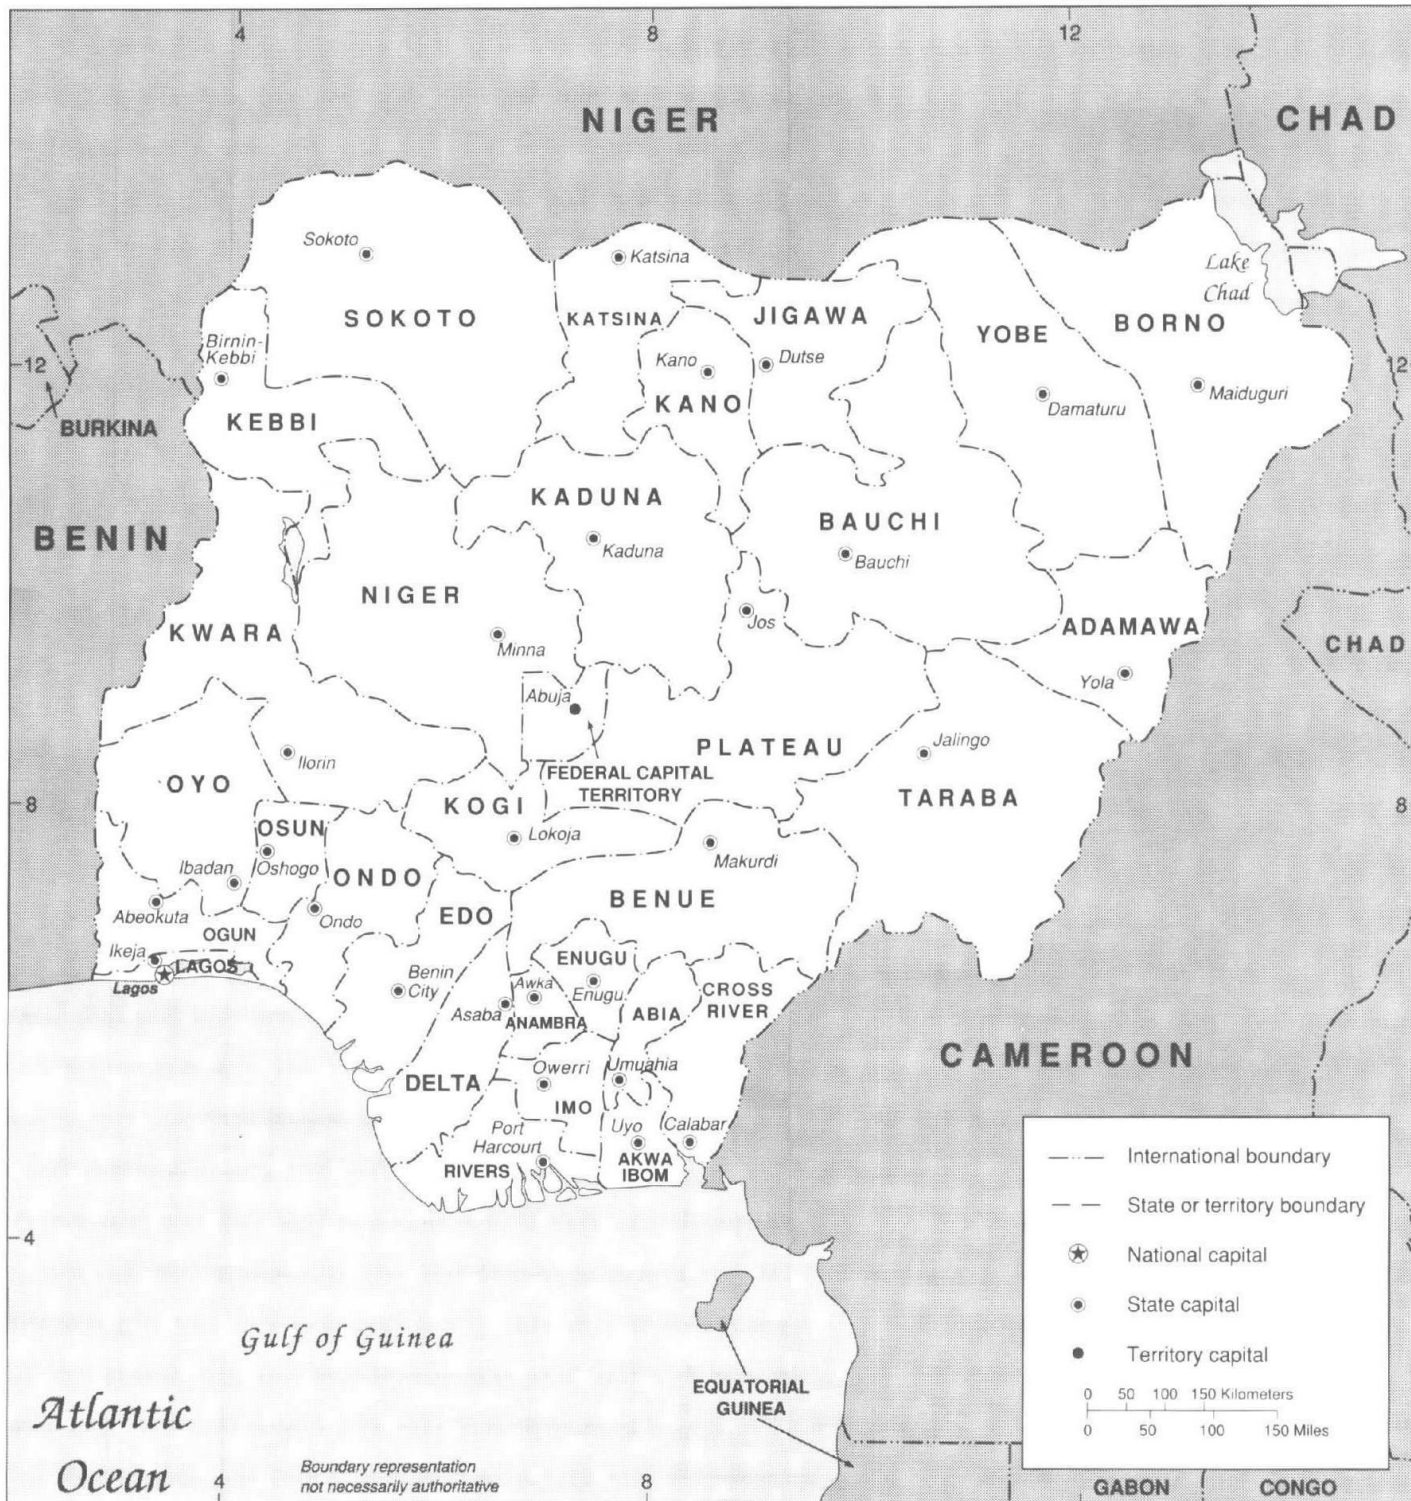 4
8
12
NIGER
CHAD
Sokoto
Katsina
Lake
Chad
SOKOTO
KATSINA
JIGAWA
YOBE
BORNO
Birnin-
Kebbi
12
Kano
Dutse
12
KANO
Damaturu
Maiduguri
KEBBI
BURKINA
KADUNA
BAUCHI
BENIN
Kaduna
Bauchi
NIGER
Jos
KWARA
ADAMAWA
CHAD
Minna
Yola
Abuja
PLATEAU
Jalingo
Ilorin
FEDERAL CAPITAL
TERRITORY
OYO
KOGI
TARABA
8
8
OSUN
Lokoja
Makurdi
Ibadan
Oshogo
ONDO
BENUE
Abeokuta
Ondo
EDO
OGUN
Ikeja
LAGOS
Lagos
ENUGU
Benin
City
Awka
Enugu
CROSS
RIVER
Asaba
ANAMBRA
ABIA
CAMEROON
Owerri
Umuahia
DELTA
IMO
Port
Harcourt
Uyo
Calabar
RIVERS
AKWA
IBOM
4
International boundary
State or territory boundary
National capital
State capital
Territory capital
0 50 100 150 Kilometers
0 50 100 150 Miles
Gulf of Guinea
EQUATORIAL
GUINEA
Atlantic
Ocean
Boundary representation
not necessarily authoritative
4
8
GABON
CONGO